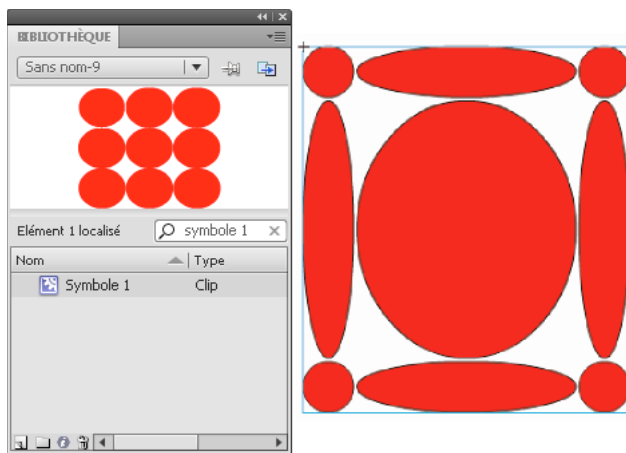 BIBLIOTHÈQUE
Sans nom-9
Elément 1 localisé
symbole 1
Nom
Type
Symbole 1
Clip